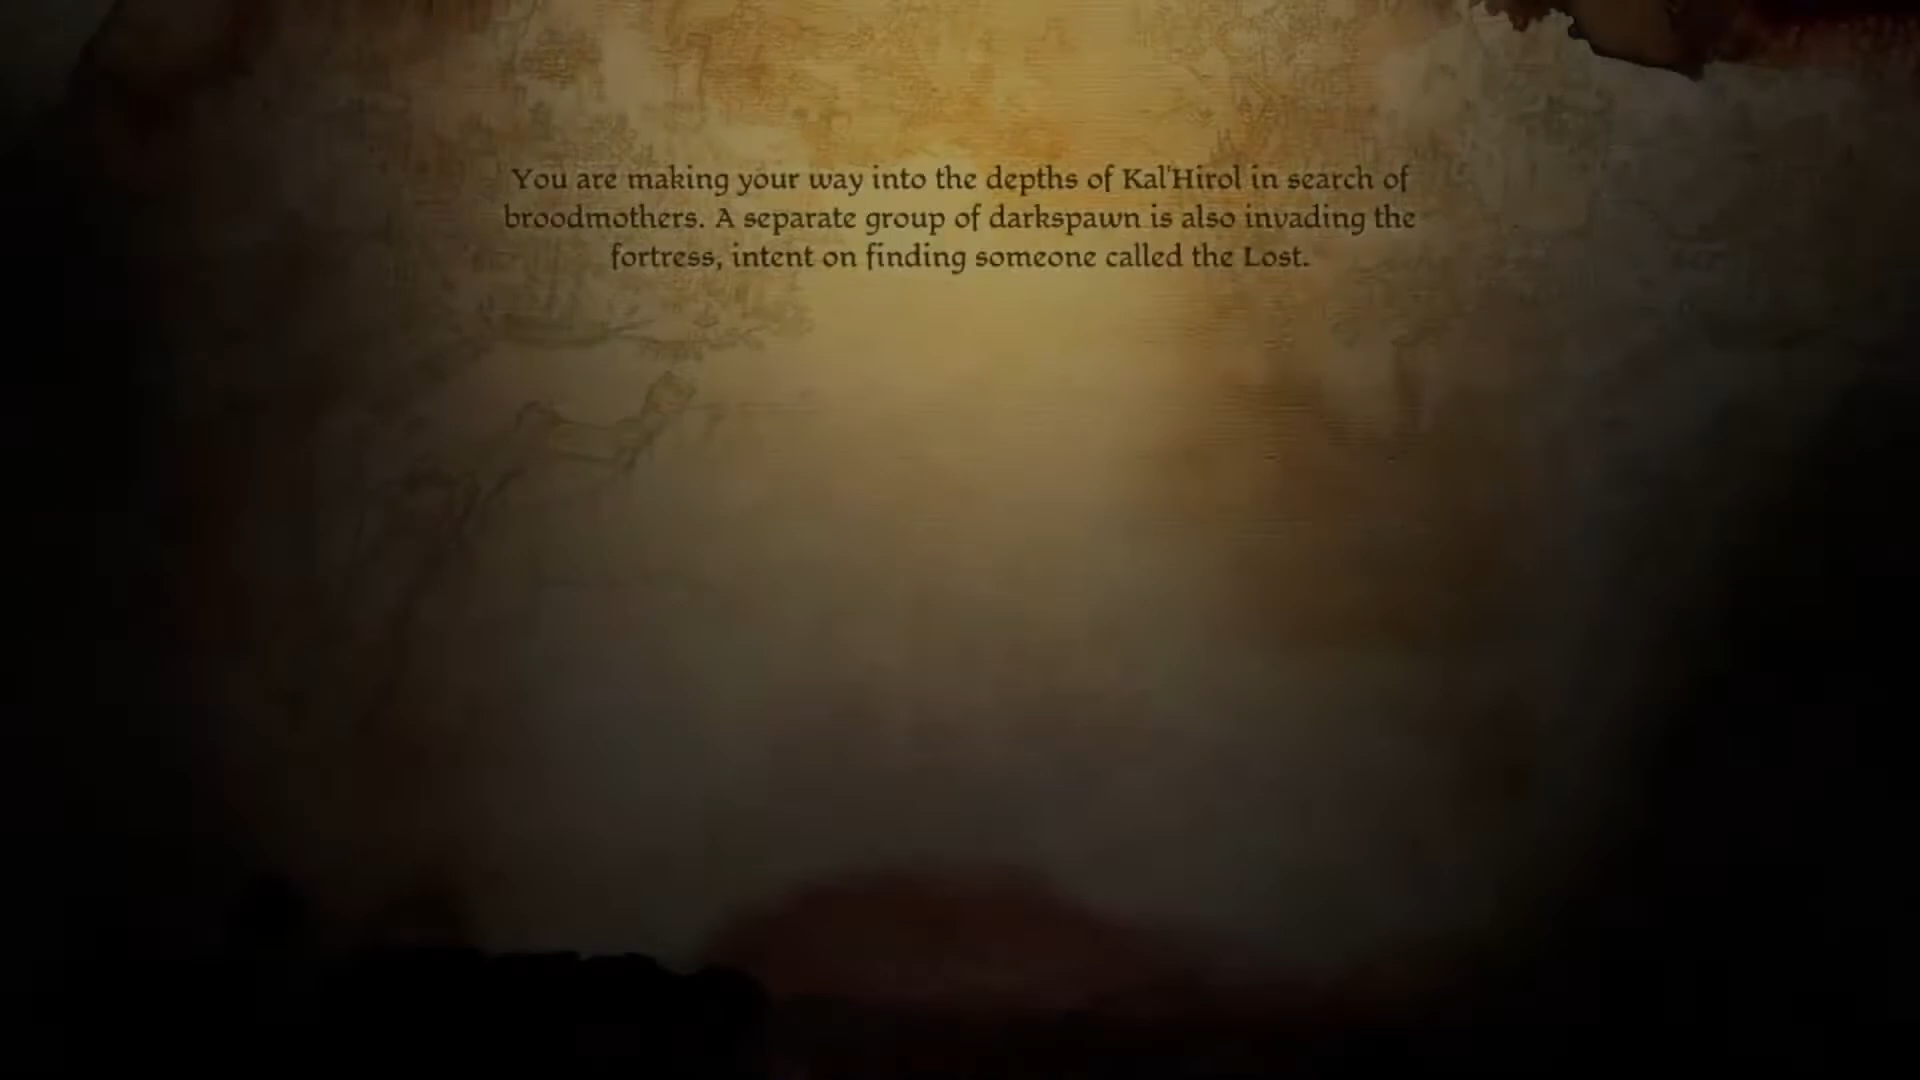 You are making your way into the depths of Kal'Hirol in search of
broodmothers. A separate group of darkspawn is also invading the
fortress, intent on finding someone called the Lost.